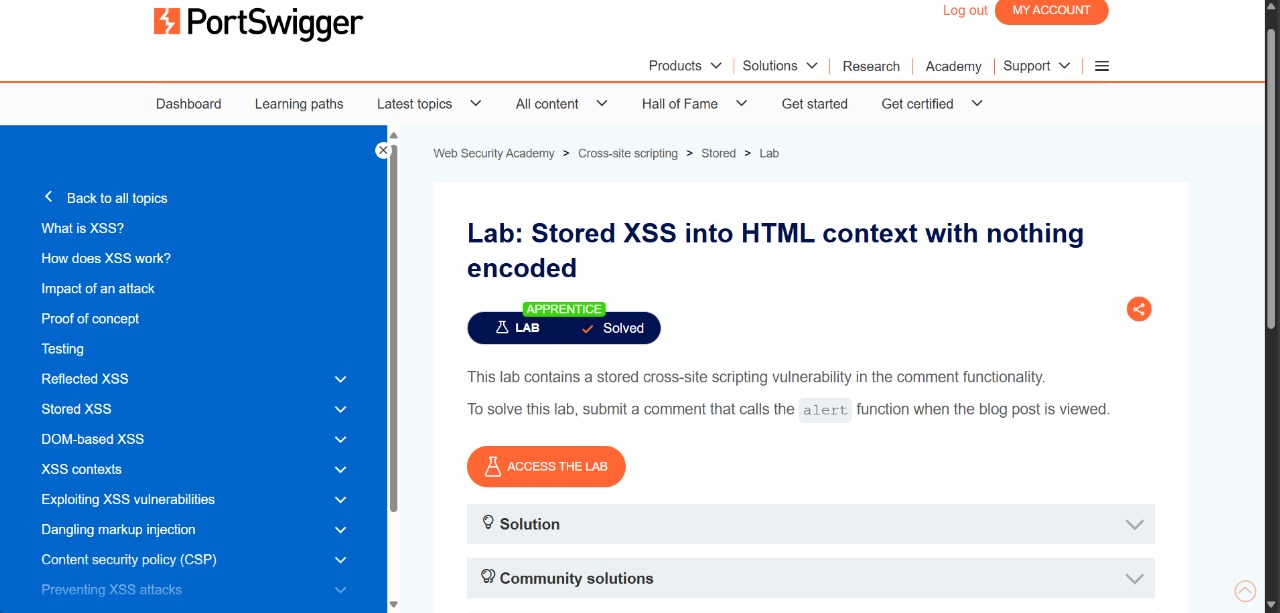 PortSwigger
Log out MY ACCOUNT
Products Solutions Research Academy Support
Dashboard Learning paths Latest topics All content Hall of Fame Get started Get certified
Back to all topics
What is XSS?
How does XSS work?
Impact of an attack
Proof of concept
Testing
Reflected XSS
Stored XSS
DOM-based XSS
XSS contexts
Exploiting XSS vulnerabilities
Dangling markup injection
Content security policy (CSP)
Preventing XSS attacks
Web Security Academy > Cross-site scripting > Stored > Lab
Lab: Stored XSS into HTML context with nothing
encoded
APPRENTICE
LAB Solved
This lab contains a stored cross-site scripting vulnerability in the comment functionality.
To solve this lab, submit a comment that calls the alert function when the blog post is viewed.
ACCESS THE LAB
Solution
Community solutions